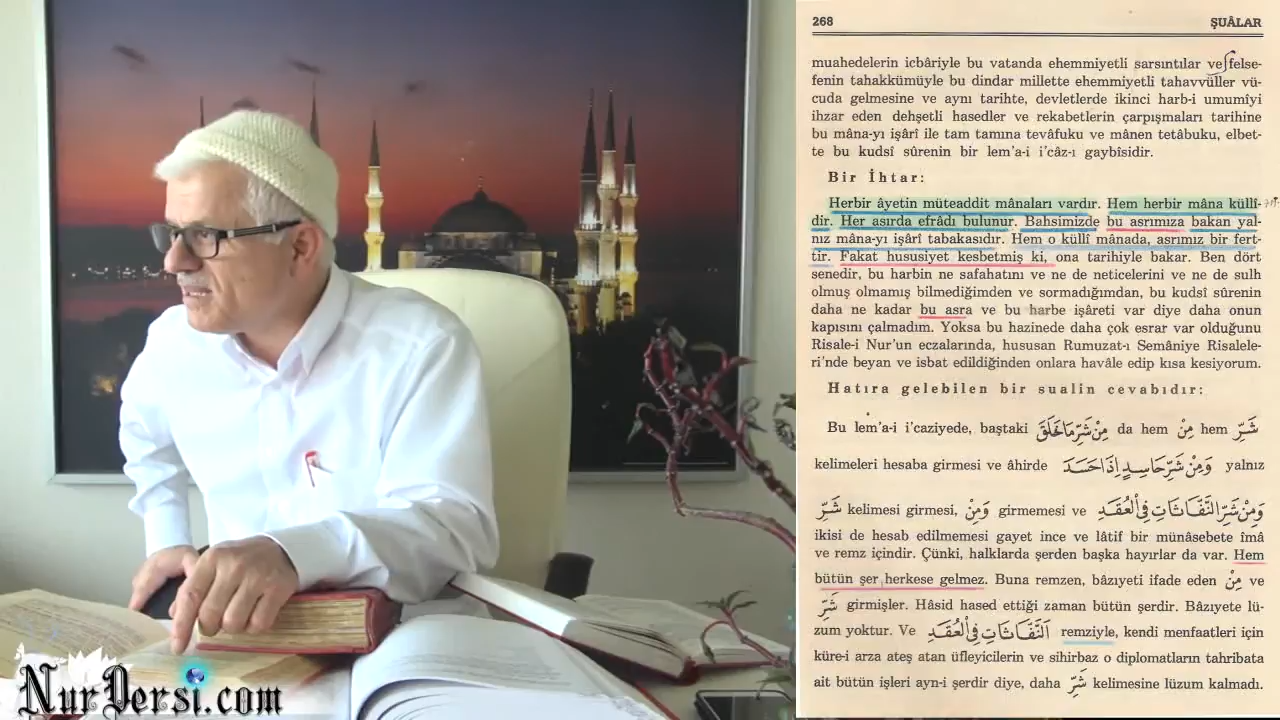 268 ŞUÂLAR
muahedelerin icbâriyle bu vatanda ehemmiyetli sarsıntılar ve felse-
fenin tahakkümüyle bu dindar millette ehemmiyetli tahavvüller vü-
cuda gelmesine ve aynı tarihte, devletlerde ikinci harb-i umumîyi
ihzar eden dehşetli hasedler ve rekabetlerin çarpışmaları tarihine
bu mâna-yı işârî ile tam tamına tevâfuku ve mânen tetâbuku, elbet-
te bu kudsî sûrenin bir lem'a-i i'câz-ı gaybîsidir.
Bir İhtar:
Herbir âyetin müteaddit mânaları vardır. Hem herbir mâna küllî-
dir. Her asırda efrâdı bulunur. Bahsimizde bu asrımıza bakan yal-
nız mâna-yı işârî tabakasıdır. Hem o küllî mânada, asrımız bir fert-
tir. Fakat hususiyet kesbetmiş ki, ona tarihiyle bakar. Ben dört
senedir, bu harbin ne safahatını ve ne de neticelerini ve ne de sulh
olmuş olmamış bilmediğimden ve sormadığımdan, bu kudsî sûrenin
daha ne kadar bu asra ve bu harbe işâreti var diye daha onun
kapısını çalmadım. Yoksa bu hazinede daha çok esrar var olduğunu
Risale-i Nur'un eczalarında, hususan Rumuzat-ı Semâniye Risalele-
ri'nde beyan ve isbat edildiğinden onlara havâle edip kısa kesiyorum.
Hatıra gelebilen bir sualin cevabıdır:
Bu lem'a-i i'caziyede, baştaki مِنْ شَرِّ مَا خَلَقَ da hem مِنْ hem شَرِّ
kelimeleri hesaba girmesi ve âhirde وَمِنْ شَرِّ حَاسِدٍ إِذَا حَسَدَ yalnız
شَرِّ kelimesi girmesi, وَمِنْ girmemesi ve وَمِنْ شَرِّ النَّفَّاثَاتِ فِى الْعُقَدِ
ikisi de hesab edilmemesi gayet ince ve lâtif bir münâsebete îmâ
ve remz içindir. Çünki, halklarda şerden başka hayırlar da var. Hem
bütün şer herkese gelmez. Buna remzen, bâzıyeti ifade eden مِنْ ve
شَرِّ girmişler. Hâsid hased ettiği zaman bütün şerdir. Bâzıyete lü-
zum yoktur. Ve اَلنَّفَّاثَاتِ فِى الْعُقَدِ remziyle, kendi menfaatleri için
küre-i arza ateş atan üfleyicilerin ve sihirbaz o diplomatların tahribata
ait bütün işleri ayn-i şerdir diye, daha شَرِّ kelimesine lüzum kalmadı.
NurDersi.com